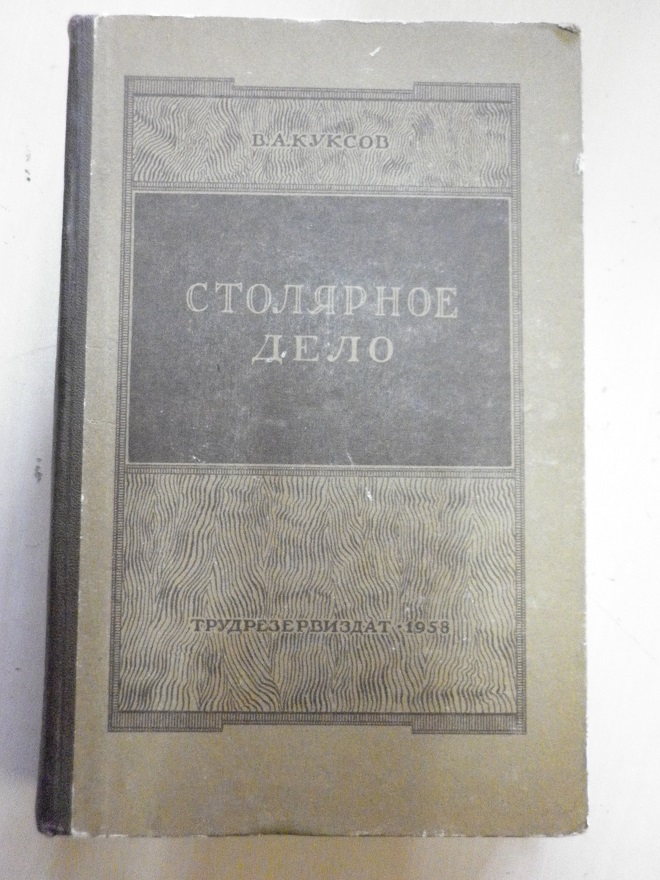 В.А.КУКСОВ
СТОЛЯРНОЕ
ДЕЛО
ТРУДРЕЗЕРВИЗДАТ · 1958